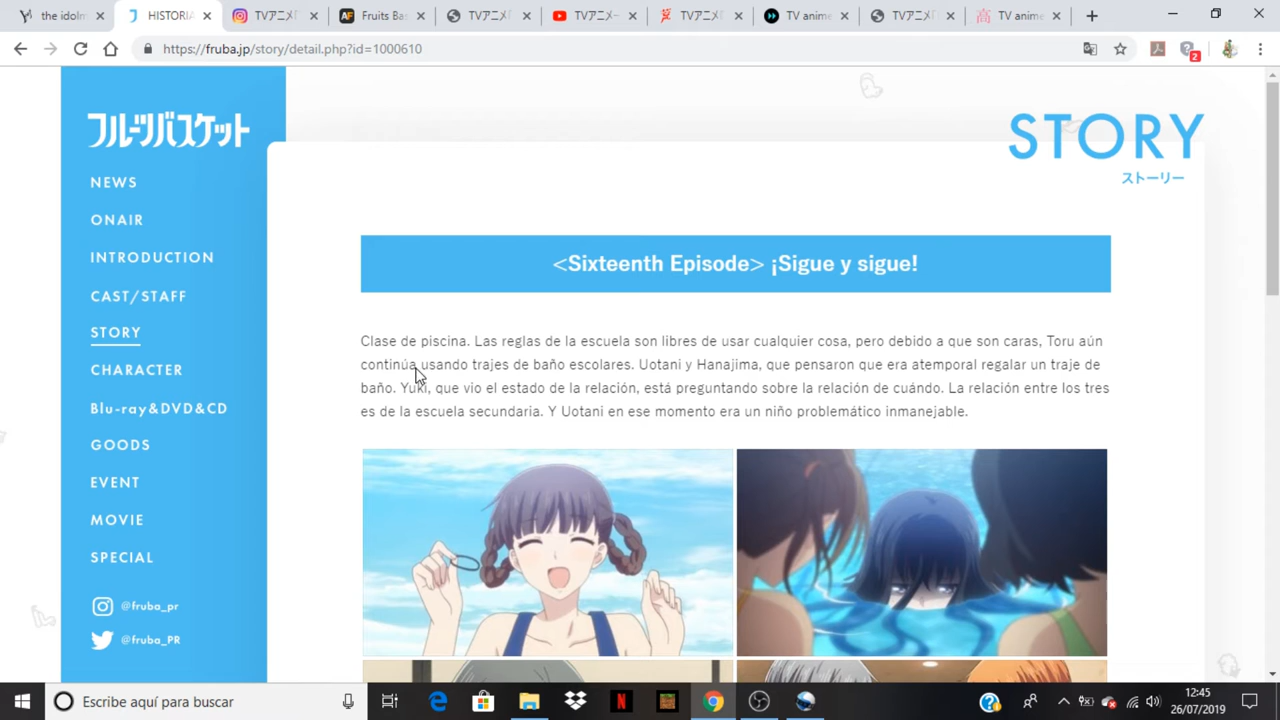 the idolm
HISTORIA
TVアニメ「
Fruits Bas
TVアニメ「
TVアニメー
TVアニメ「
TV anime
TVアニメ「
TV anime
https://fruba.jp/story/detail.php?id=1000610
2
フルーツバスケット
STORY
ストーリー
NEWS
ONAIR
INTRODUCTION
CAST/STAFF
STORY
CHARACTER
Blu-ray&DVD&CD
GOODS
EVENT
MOVIE
SPECIAL
@fruba_pr
@fruba_PR
<Sixteenth Episode> ¡Sigue y sigue!
Clase de piscina. Las reglas de la escuela son libres de usar cualquier cosa, pero debido a que son caras, Toru aún
continúa usando trajes de baño escolares. Uotani y Hanajima, que pensaron que era atemporal regalar un traje de
baño. Yuki, que vio el estado de la relación, está preguntando sobre la relación de cuándo. La relación entre los tres
es de la escuela secundaria. Y Uotani en ese momento era un niño problemático inmanejable.
Escribe aquí para buscar
12:45
26/07/2019